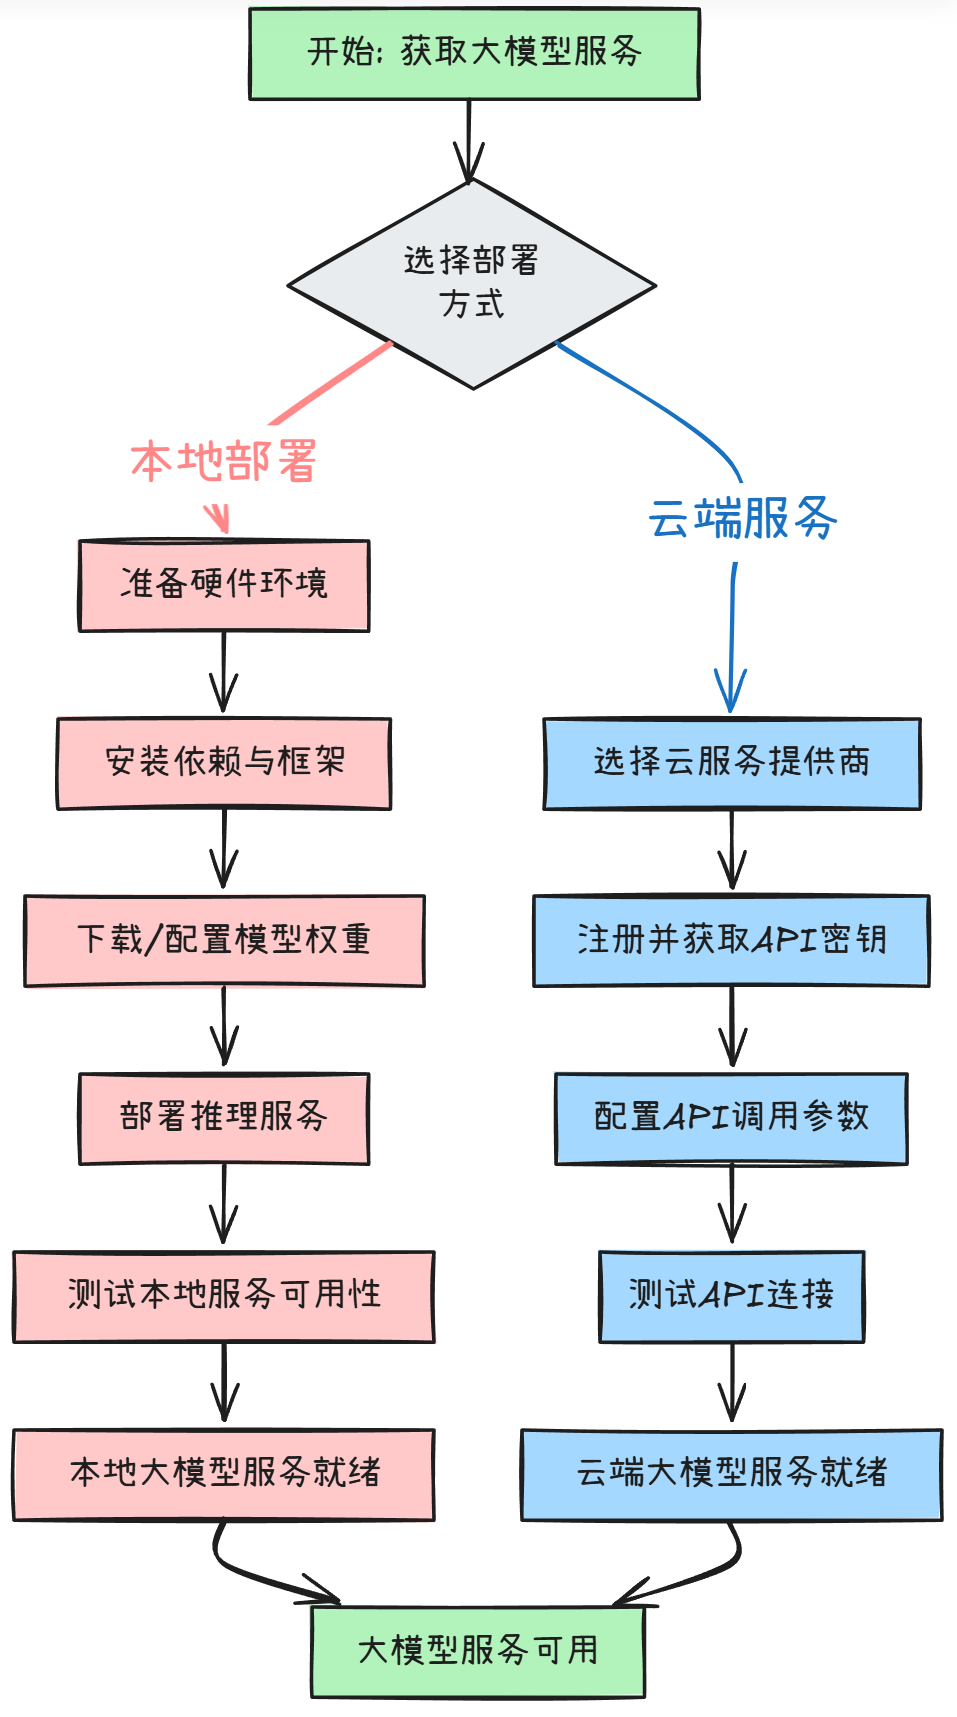 开始: 获取大模型服务
选择部署
方式
本地部署
云端服务
准备硬件环境
安装依赖与框架
选择云服务提供商
下载/配置模型权重
注册并获取API密钥
部署推理服务
配置API调用参数
测试本地服务可用性
测试API连接
本地大模型服务就绪
云端大模型服务就绪
大模型服务可用